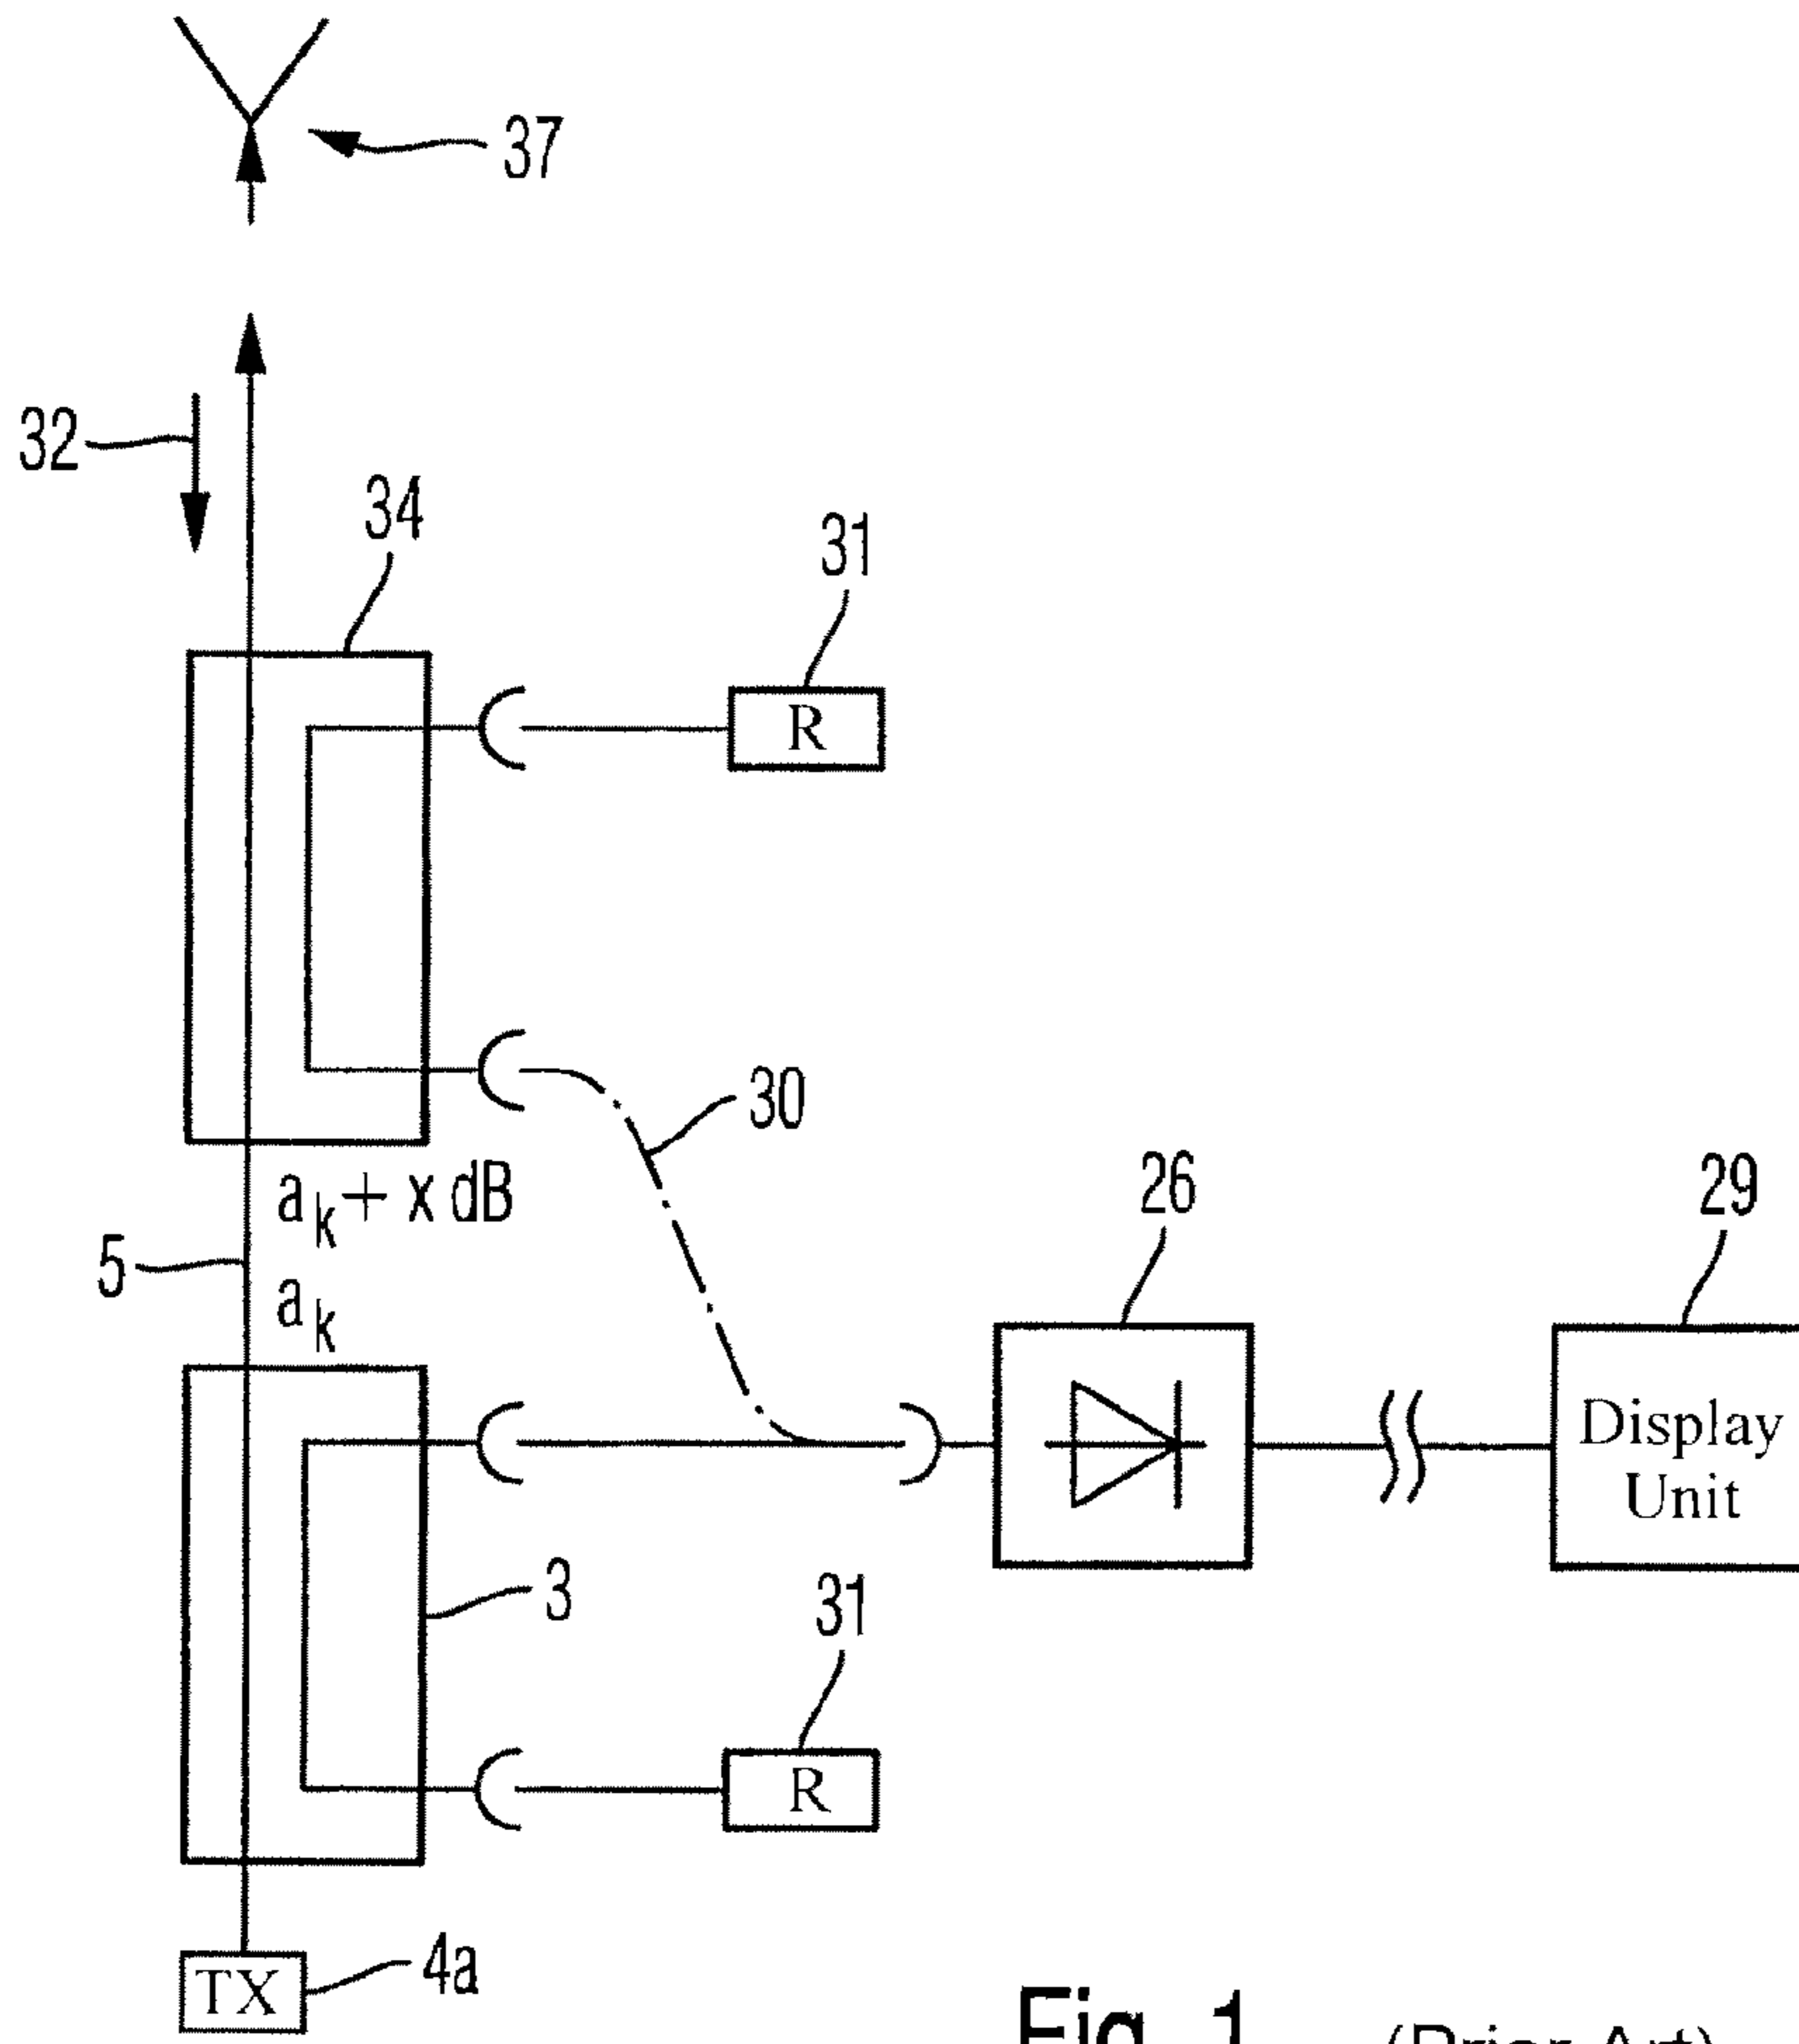 37
32
34
31
R
30
a_k + x dB
5
a_k
26
29
Display
Unit
3
31
R
TX
4a
Fig. 1 (Prior Art)